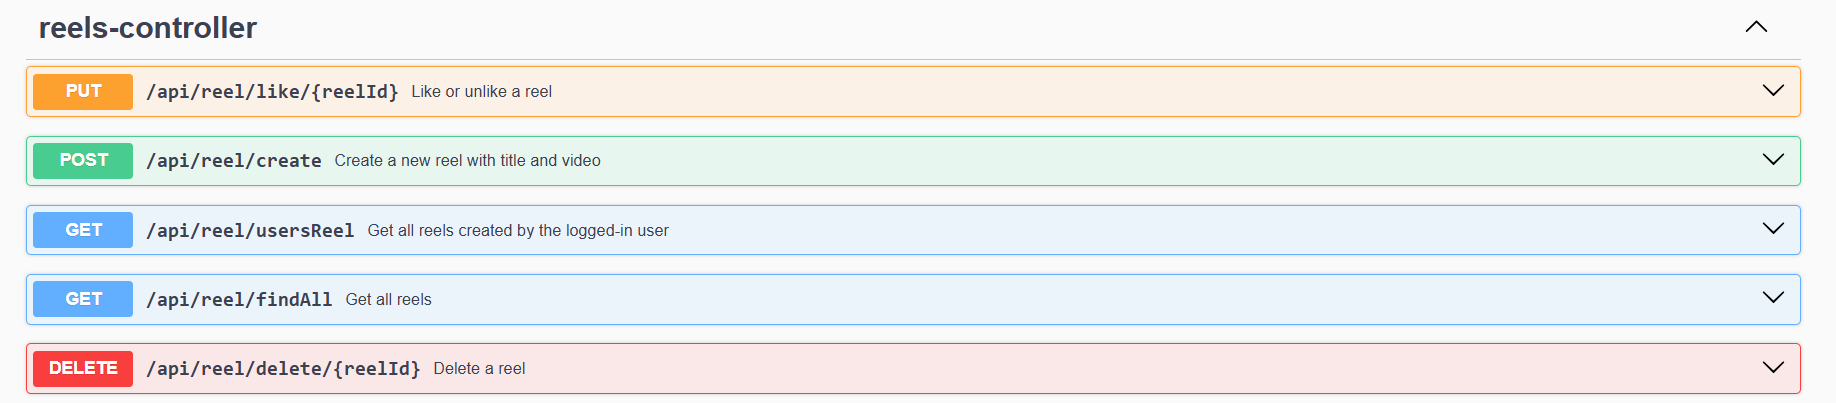 reels-controller
PUT /api/reel/like/{reelId} Like or unlike a reel
POST /api/reel/create Create a new reel with title and video
GET /api/reel/usersReel Get all reels created by the logged-in user
GET /api/reel/findAll Get all reels
DELETE /api/reel/delete/{reelId} Delete a reel